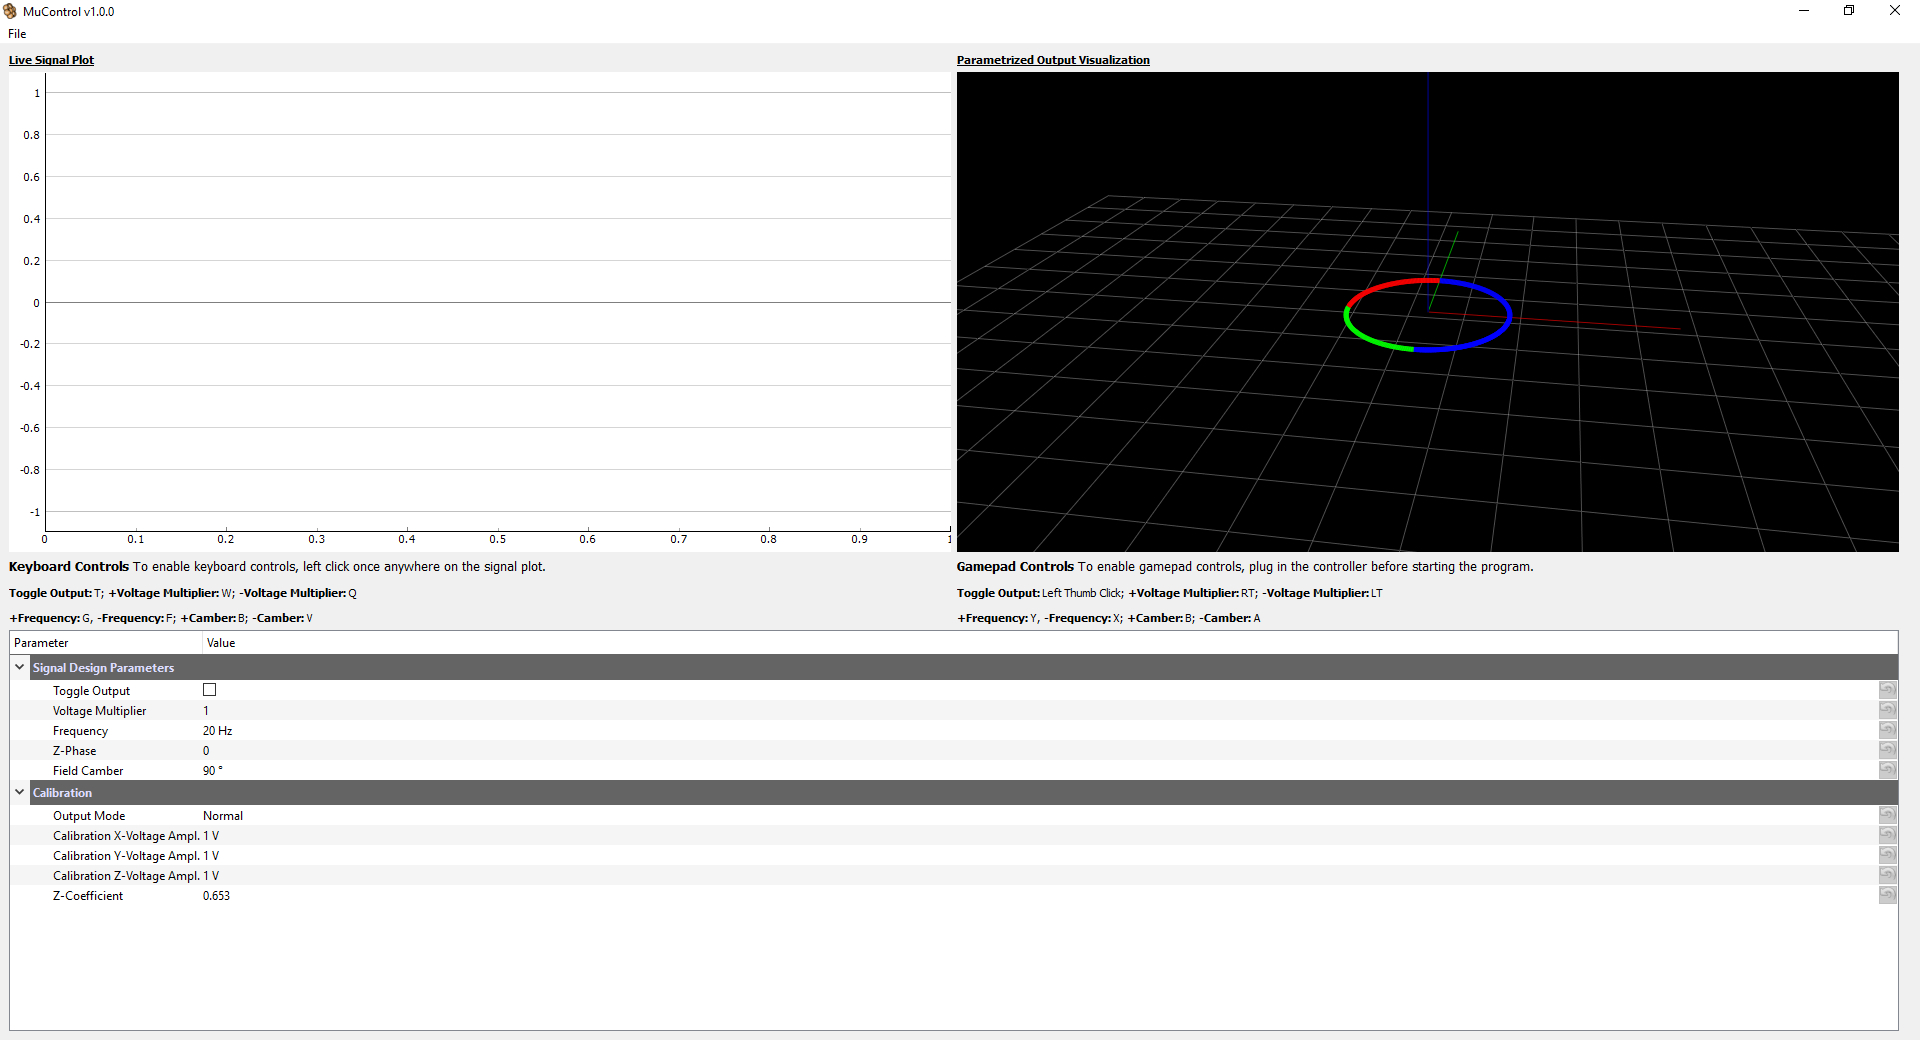 MuControl v1.0.0
File
Live Signal Plot
Parametrized Output Visualization
1
0.8
0.6
0.4
0.2
0
-0.2
-0.4
-0.6
-0.8
-1
0 0.1 0.2 0.3 0.4 0.5 0.6 0.7 0.8 0.9 1
Keyboard Controls To enable keyboard controls, left click once anywhere on the signal plot.
Toggle Output: T; +Voltage Multiplier: W; -Voltage Multiplier: Q
+Frequency: G, -Frequency: F; +Camber: B; -Camber: V
Gamepad Controls To enable gamepad controls, plug in the controller before starting the program.
Toggle Output: Left Thumb Click; +Voltage Multiplier: RT; -Voltage Multiplier: LT
+Frequency: Y, -Frequency: X; +Camber: B; -Camber: A
Parameter Value
Signal Design Parameters
Toggle Output
Voltage Multiplier 1
Frequency 20 Hz
Z-Phase 0
Field Camber 90 °
Calibration
Output Mode Normal
Calibration X-Voltage Ampl. 1 V
Calibration Y-Voltage Ampl. 1 V
Calibration Z-Voltage Ampl. 1 V
Z-Coefficient 0.653